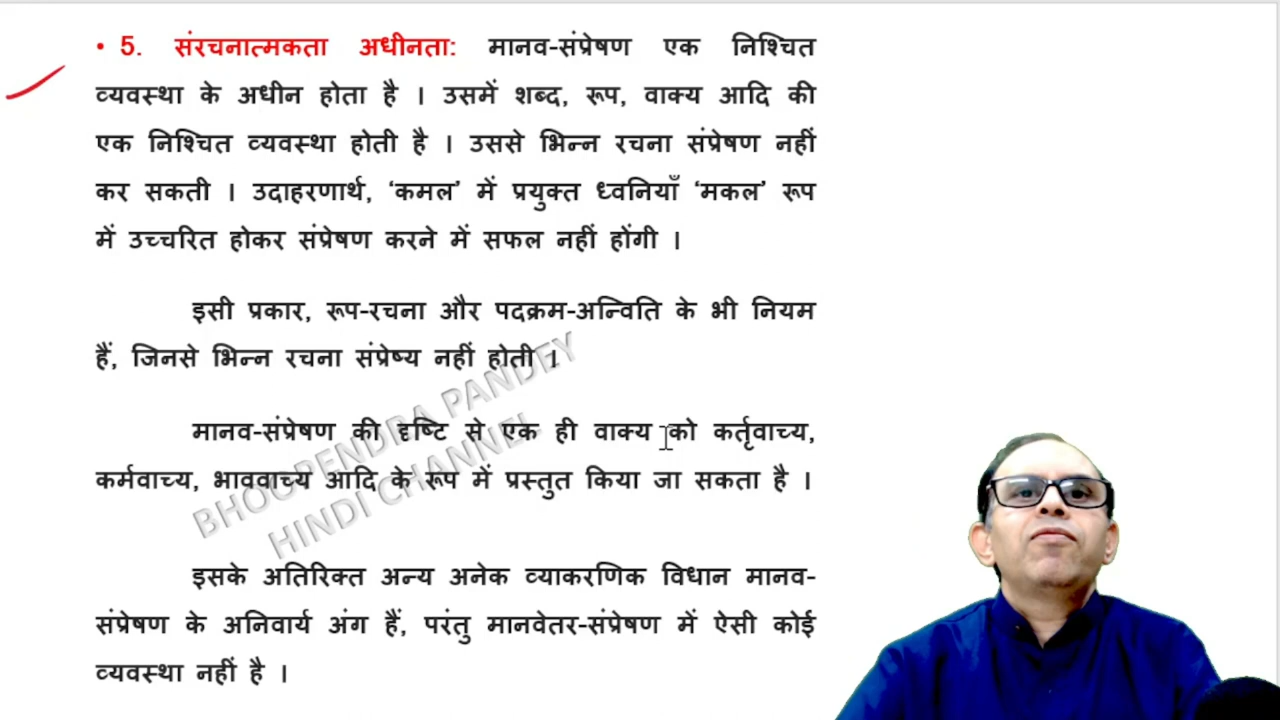 • 5. संरचनात्मकता अधीनता: मानव-संप्रेषण एक निश्चित
व्यवस्था के अधीन होता है । उसमें शब्द, रूप, वाक्य आदि की
एक निश्चित व्यवस्था होती है । उससे भिन्न रचना संप्रेषण नहीं
कर सकती । उदाहरणार्थ, ‘कमल’ में प्रयुक्त ध्वनियाँ ‘मकल’ रूप
में उच्चरित होकर संप्रेषण करने में सफल नहीं होंगी ।
इसी प्रकार, रूप-रचना और पदक्रम-अन्विति के भी नियम
हैं, जिनसे भिन्न रचना संप्रेष्य नहीं होती ।
मानव-संप्रेषण की दृष्टि से एक ही वाक्य को कर्तृवाच्य,
कर्मवाच्य, भाववाच्य आदि के रूप में प्रस्तुत किया जा सकता है ।
इसके अतिरिक्त अन्य अनेक व्याकरणिक विधान मानव-
संप्रेषण के अनिवार्य अंग हैं, परंतु मानवेतर-संप्रेषण में ऐसी कोई
व्यवस्था नहीं है ।
BHOOPENDRA PANDEY
HINDI CHANNEL